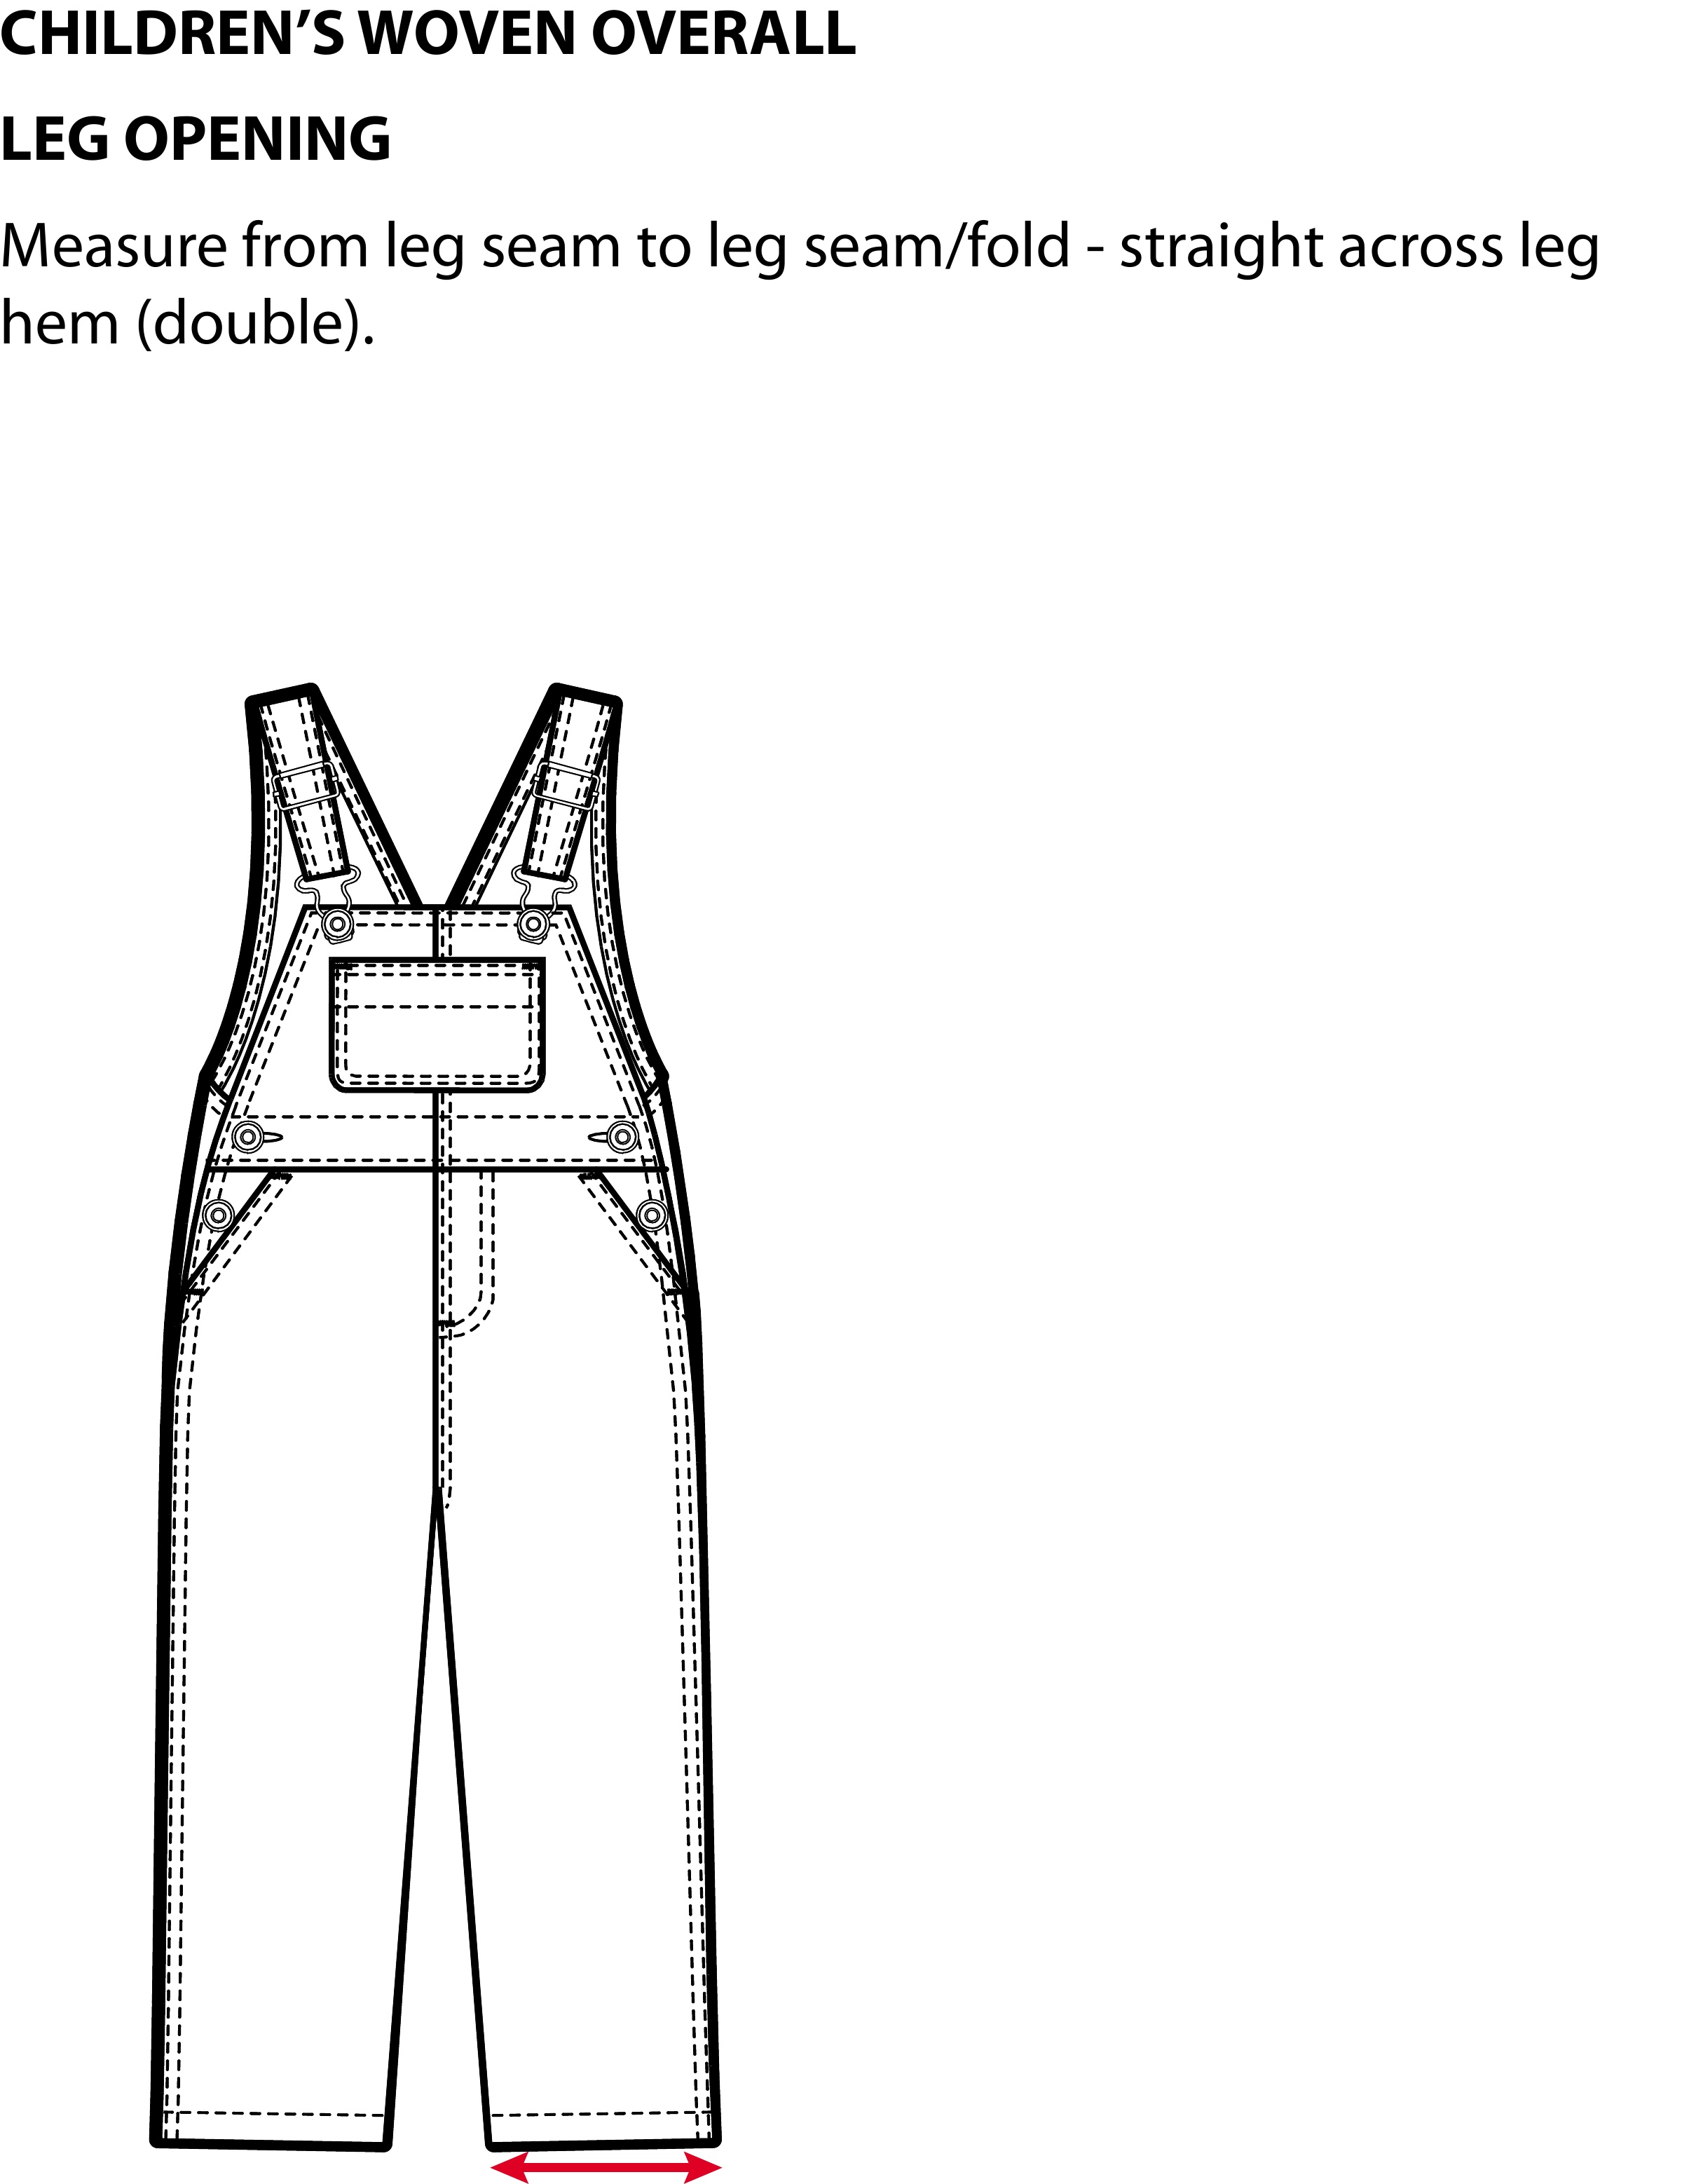 CHILDREN’S WOVEN OVERALL
LEG OPENING
Measure from leg seam to leg seam/fold - straight across leg
hem (double).